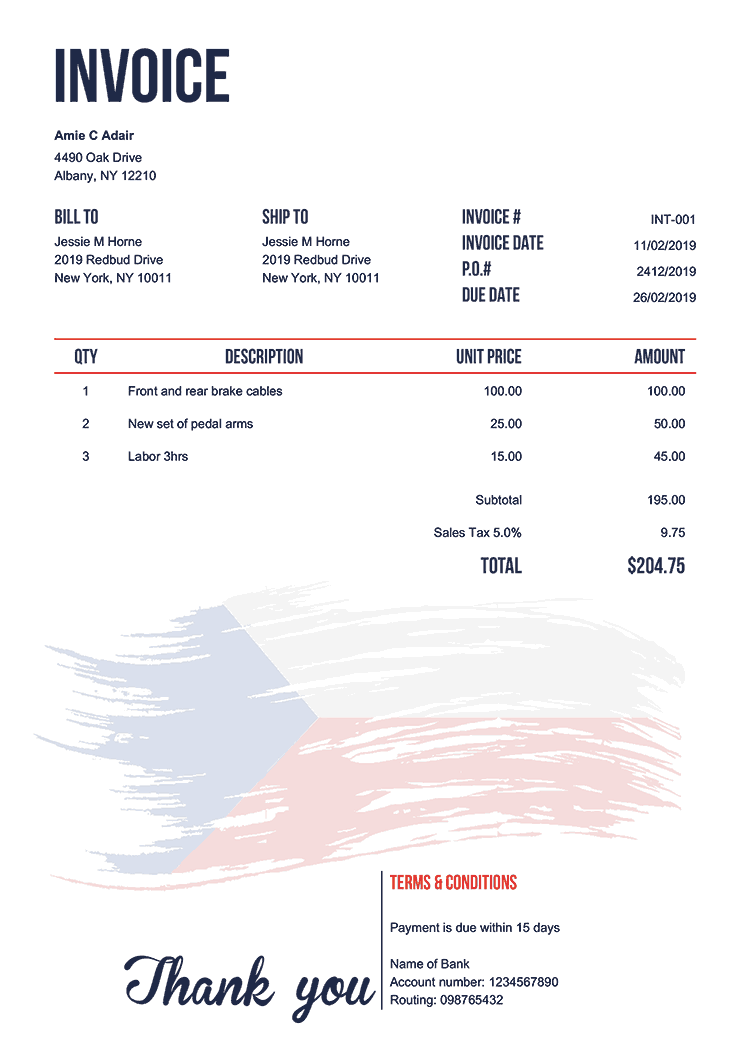 INVOICE
Amie C Adair
4490 Oak Drive
Albany, NY 12210
BILL TO
Jessie M Horne
2019 Redbud Drive
New York, NY 10011
SHIP TO
Jessie M Horne
2019 Redbud Drive
New York, NY 10011
INVOICE # INT-001
INVOICE DATE 11/02/2019
P.O.# 2412/2019
DUE DATE 26/02/2019
QTY DESCRIPTION UNIT PRICE AMOUNT
1 Front and rear brake cables 100.00 100.00
2 New set of pedal arms 25.00 50.00
3 Labor 3hrs 15.00 45.00
Subtotal 195.00
Sales Tax 5.0% 9.75
TOTAL $204.75
Thank you
TERMS & CONDITIONS
Payment is due within 15 days
Name of Bank
Account number: 1234567890
Routing: 098765432